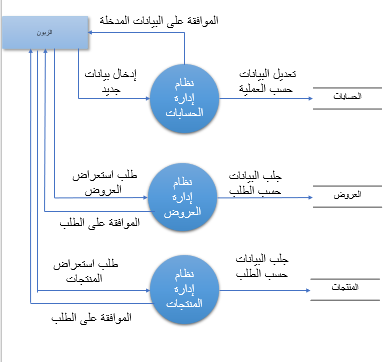 الموافقة على البيانات المدخلة
الزبون
نظام
إدارة
الحسابات
إدخال بيانات
جديد
تعديل البيانات
حسب العملية
الحسابات
طلب استعراض
العروض
نظام
إدارة
العروض
جلب البيانات
حسب الطلب
العروض
الموافقة على الطلب
طلب استعراض
المنتجات
نظام
إدارة
المنتجات
جلب البيانات
حسب الطلب
المنتجات
الموافقة على الطلب